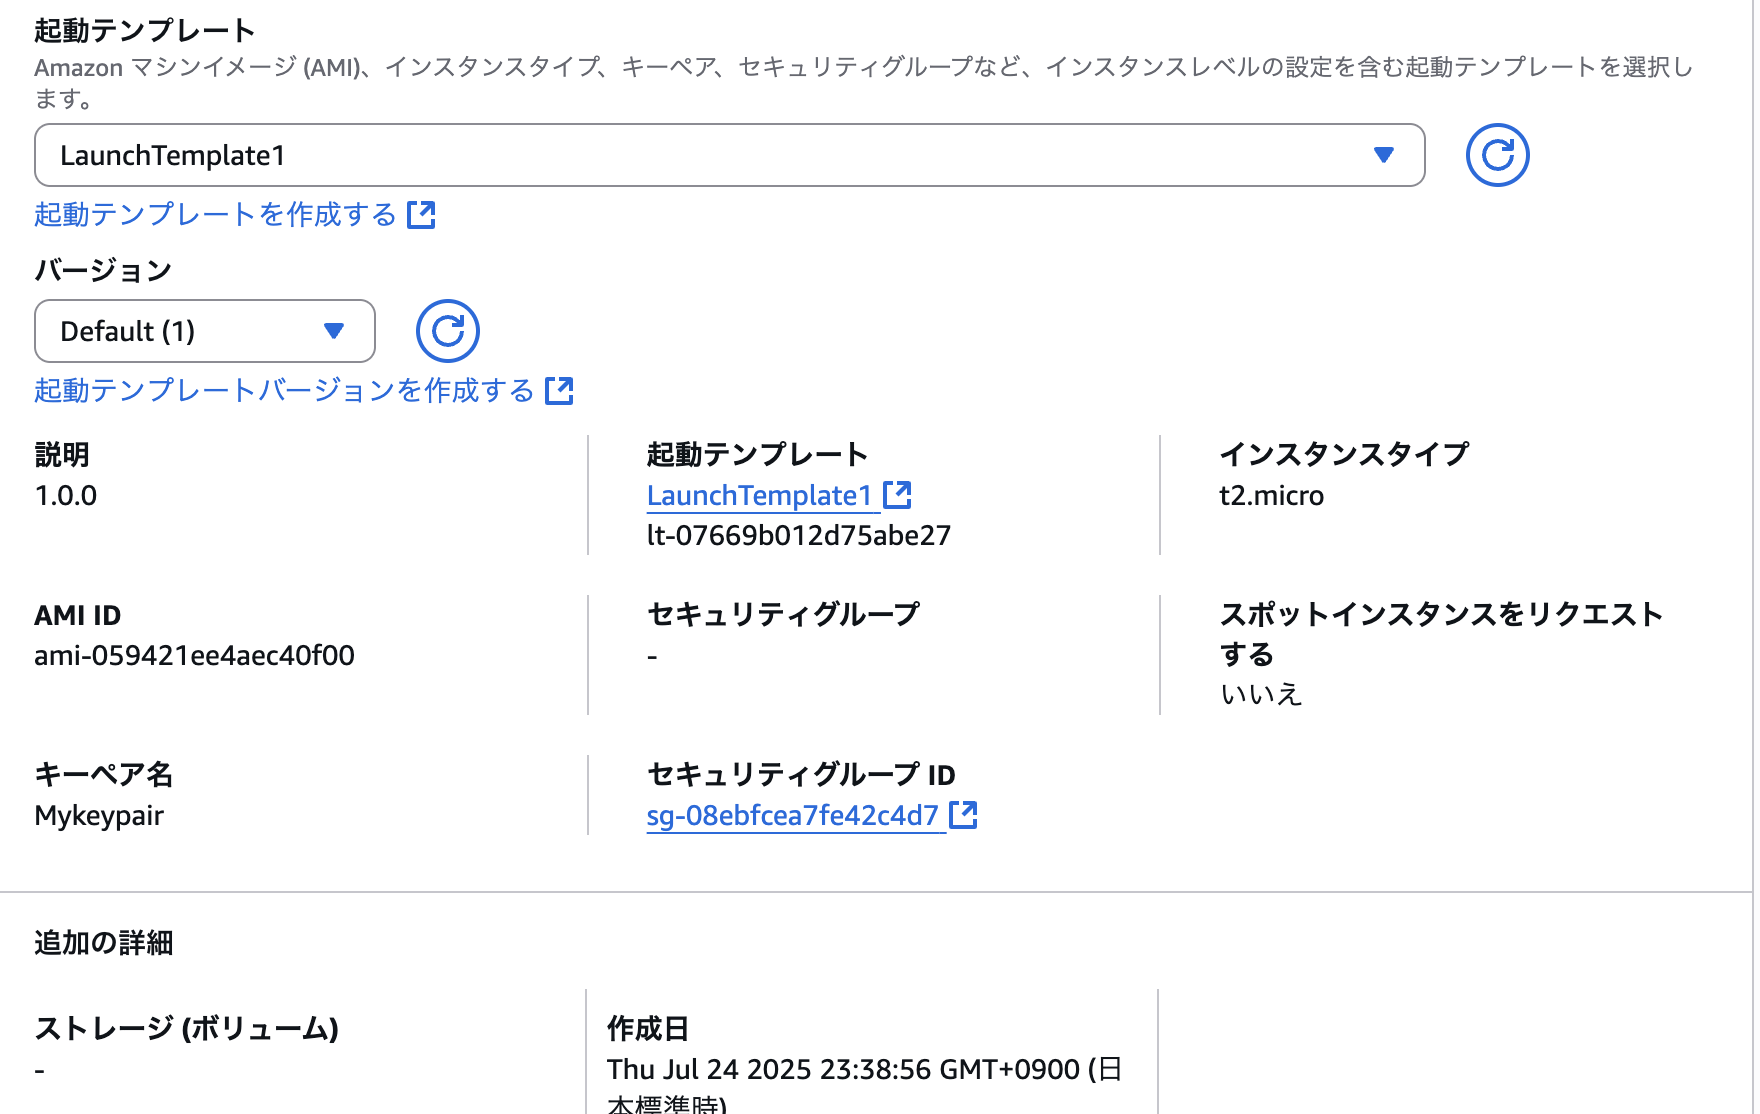 起動テンプレート
Amazon マシンイメージ (AMI)、インスタンスタイプ、キーペア、セキュリティグループなど、インスタンスレベルの設定を含む起動テンプレートを選択し
ます。
LaunchTemplate1
起動テンプレートを作成する
バージョン
Default (1)
起動テンプレートバージョンを作成する
説明
1.0.0
起動テンプレート
LaunchTemplate1
lt-07669b012d75abe27
インスタンスタイプ
t2.micro
AMI ID
ami-059421ee4aec40f00
セキュリティグループ
-
スポットインスタンスをリクエスト
する
いいえ
キーペア名
Mykeypair
セキュリティグループ ID
sg-08ebfcea7fe42c4d7
追加の詳細
ストレージ (ボリューム)
-
作成日
Thu Jul 24 2025 23:38:56 GMT+0900 (日
本標準時)